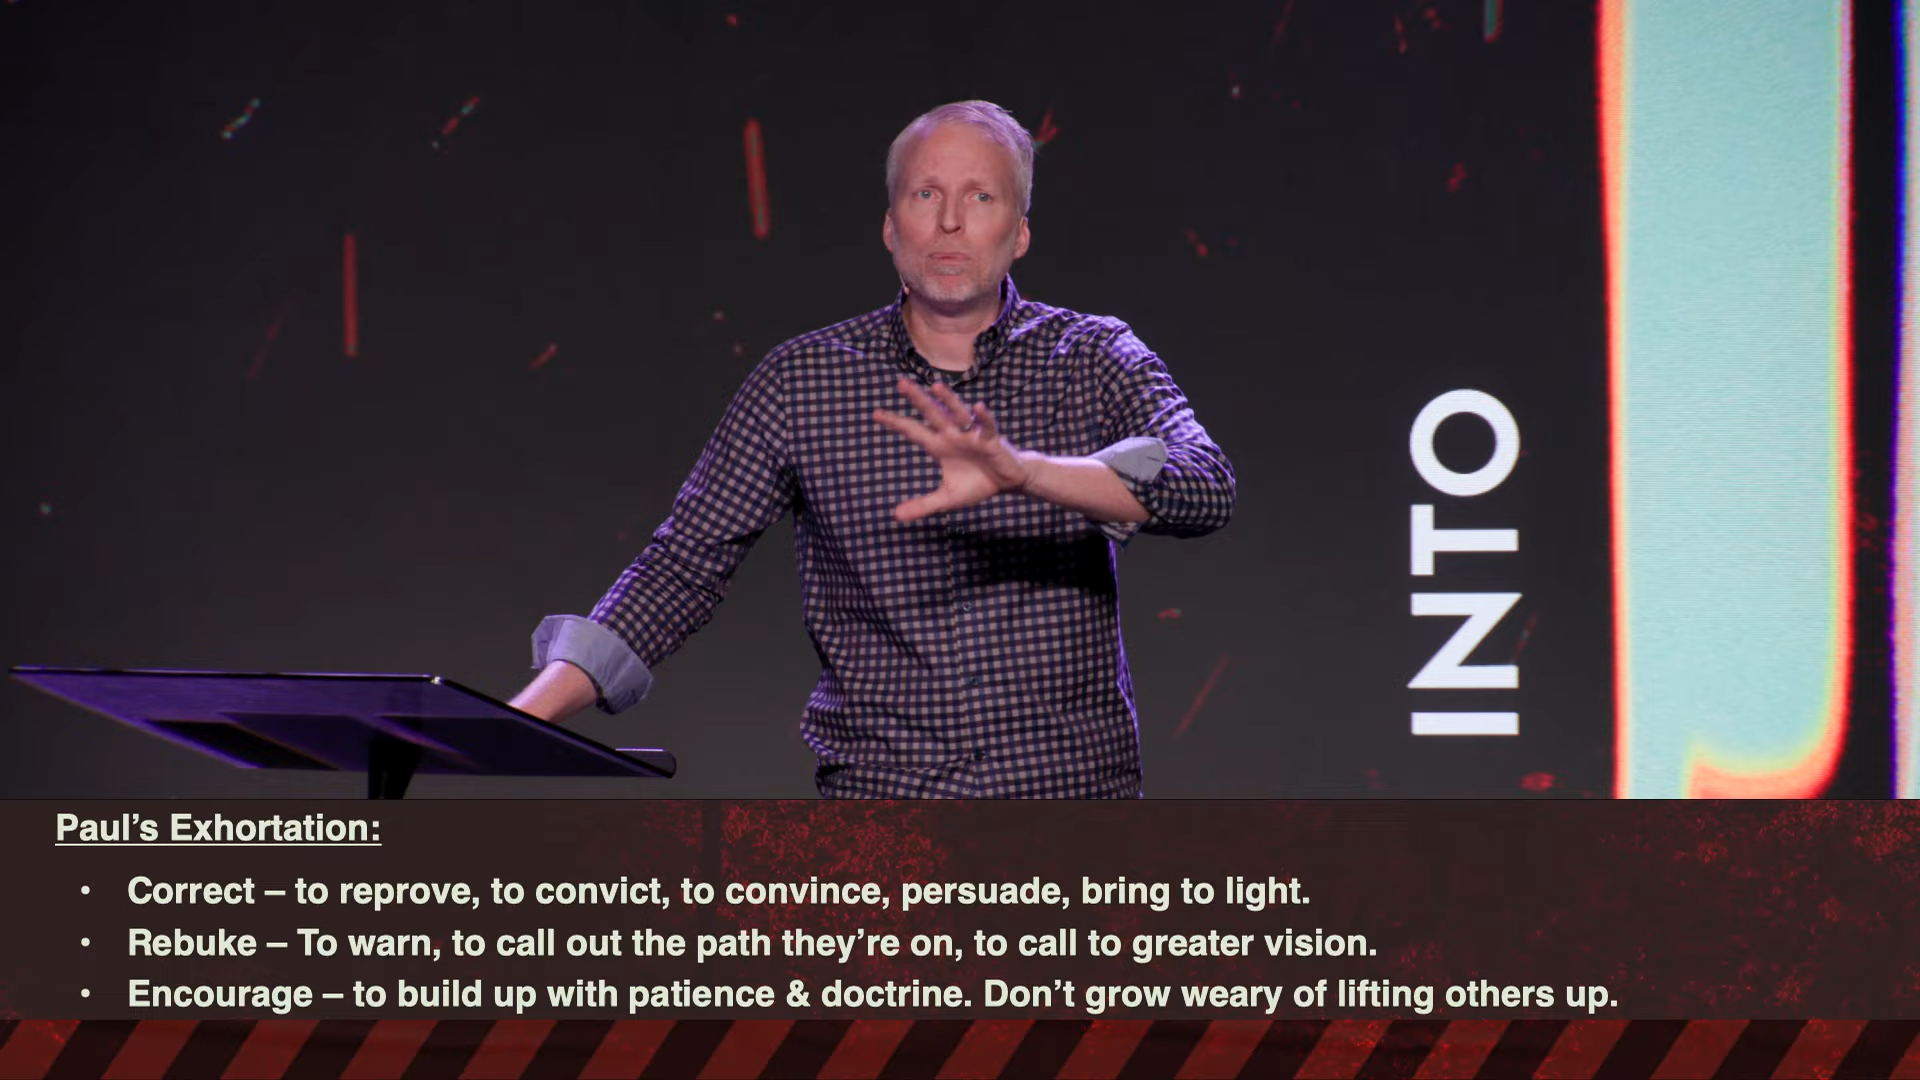 INTO
Paul’s Exhortation:
• Correct – to reprove, to convict, to convince, persuade, bring to light.
• Rebuke – To warn, to call out the path they’re on, to call to greater vision.
• Encourage – to build up with patience & doctrine. Don’t grow weary of lifting others up.